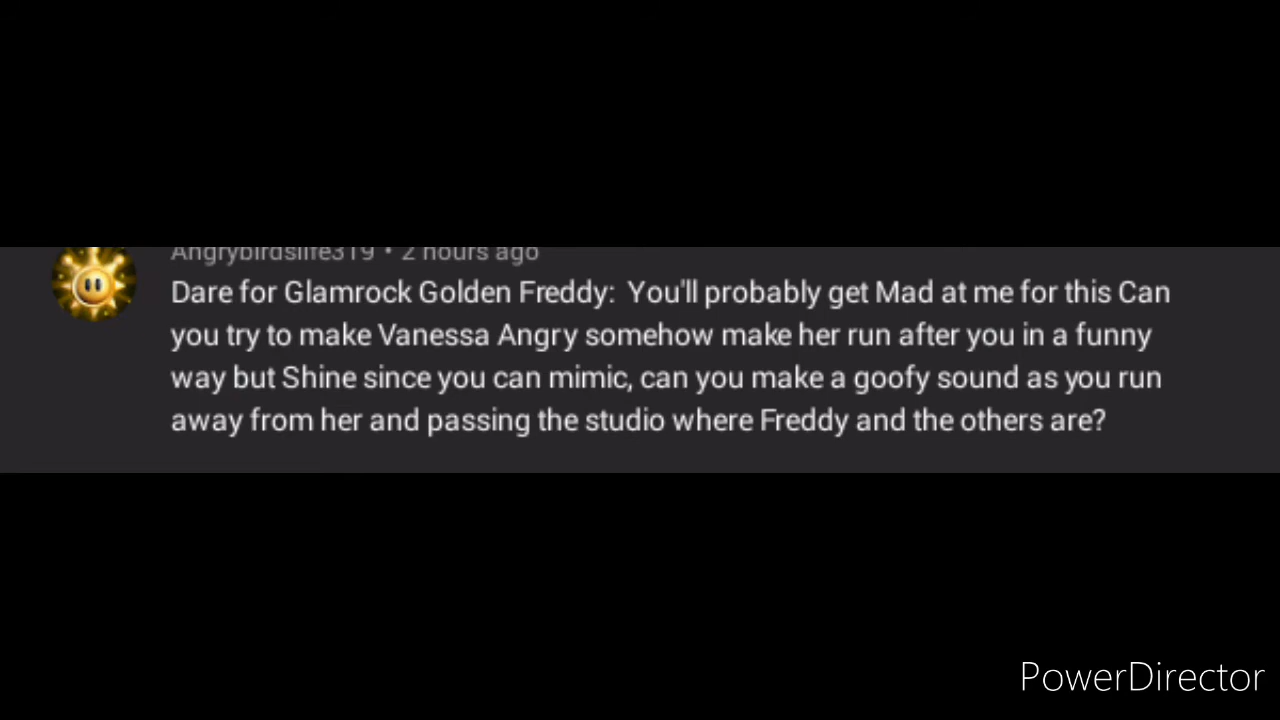 Angrybirdslife319 • 2 hours ago
Dare for Glamrock Golden Freddy:  You'll probably get Mad at me for this Can
you try to make Vanessa Angry somehow make her run after you in a funny
way but Shine since you can mimic, can you make a goofy sound as you run
away from her and passing the studio where Freddy and the others are?
PowerDirector